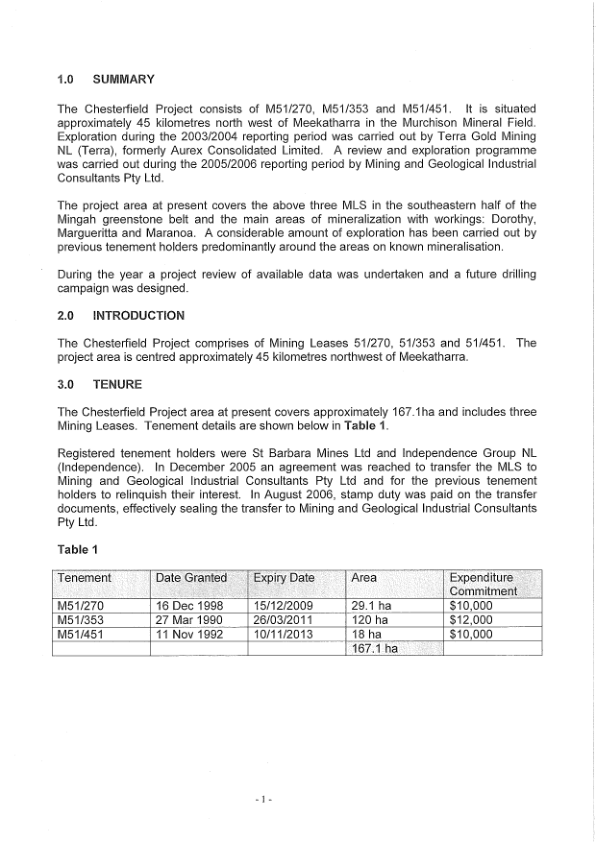 1.0 SUMMARY
The Chesterfield Project consists of M51/270, M51/353 and M51/451. It is situated
approximately 45 kilometres north west of Meekatharra in the Murchison Mineral Field.
Exploration during the 2003/2004 reporting period was carried out by Terra Gold Mining
NL (Terra), formerly Aurex Consolidated Limited. A review and exploration programme
was carried out during the 2005/2006 reporting period by Mining and Geological Industrial
Consultants Pty Ltd.
The project area at present covers the above three MLS in the southeastern half of the
Mingah greenstone belt and the main areas of mineralization with workings: Dorothy,
Margueritta and Maranoa. A considerable amount of exploration has been carried out by
previous tenement holders predominantly around the areas on known mineralisation.
During the year a project review of available data was undertaken and a future drilling
campaign was designed.
2.0 INTRODUCTION
The Chesterfield Project comprises of Mining Leases 51/270, 51/353 and 51/451. The
project area is centred approximately 45 kilometres northwest of Meekatharra.
3.0 TENURE
The Chesterfield Project area at present covers approximately 167.1ha and includes three
Mining Leases. Tenement details are shown below in Table 1.
Registered tenement holders were St Barbara Mines Ltd and Independence Group NL
(Independence). In December 2005 an agreement was reached to transfer the MLS to
Mining and Geological Industrial Consultants Pty Ltd and for the previous tenement
holders to relinquish their interest. In August 2006, stamp duty was paid on the transfer
documents, effectively sealing the transfer to Mining and Geological Industrial Consultants
Pty Ltd.
Table 1
Tenement Date Granted Expiry Date Area Expenditure
Commitment
M51/270 16 Dec 1998 15/12/2009 29.1 ha $10,000
M51/353 27 Mar 1990 26/03/2011 120 ha $12,000
M51/451 11 Nov 1992 10/11/2013 18 ha $10,000
167.1 ha
- 1 -